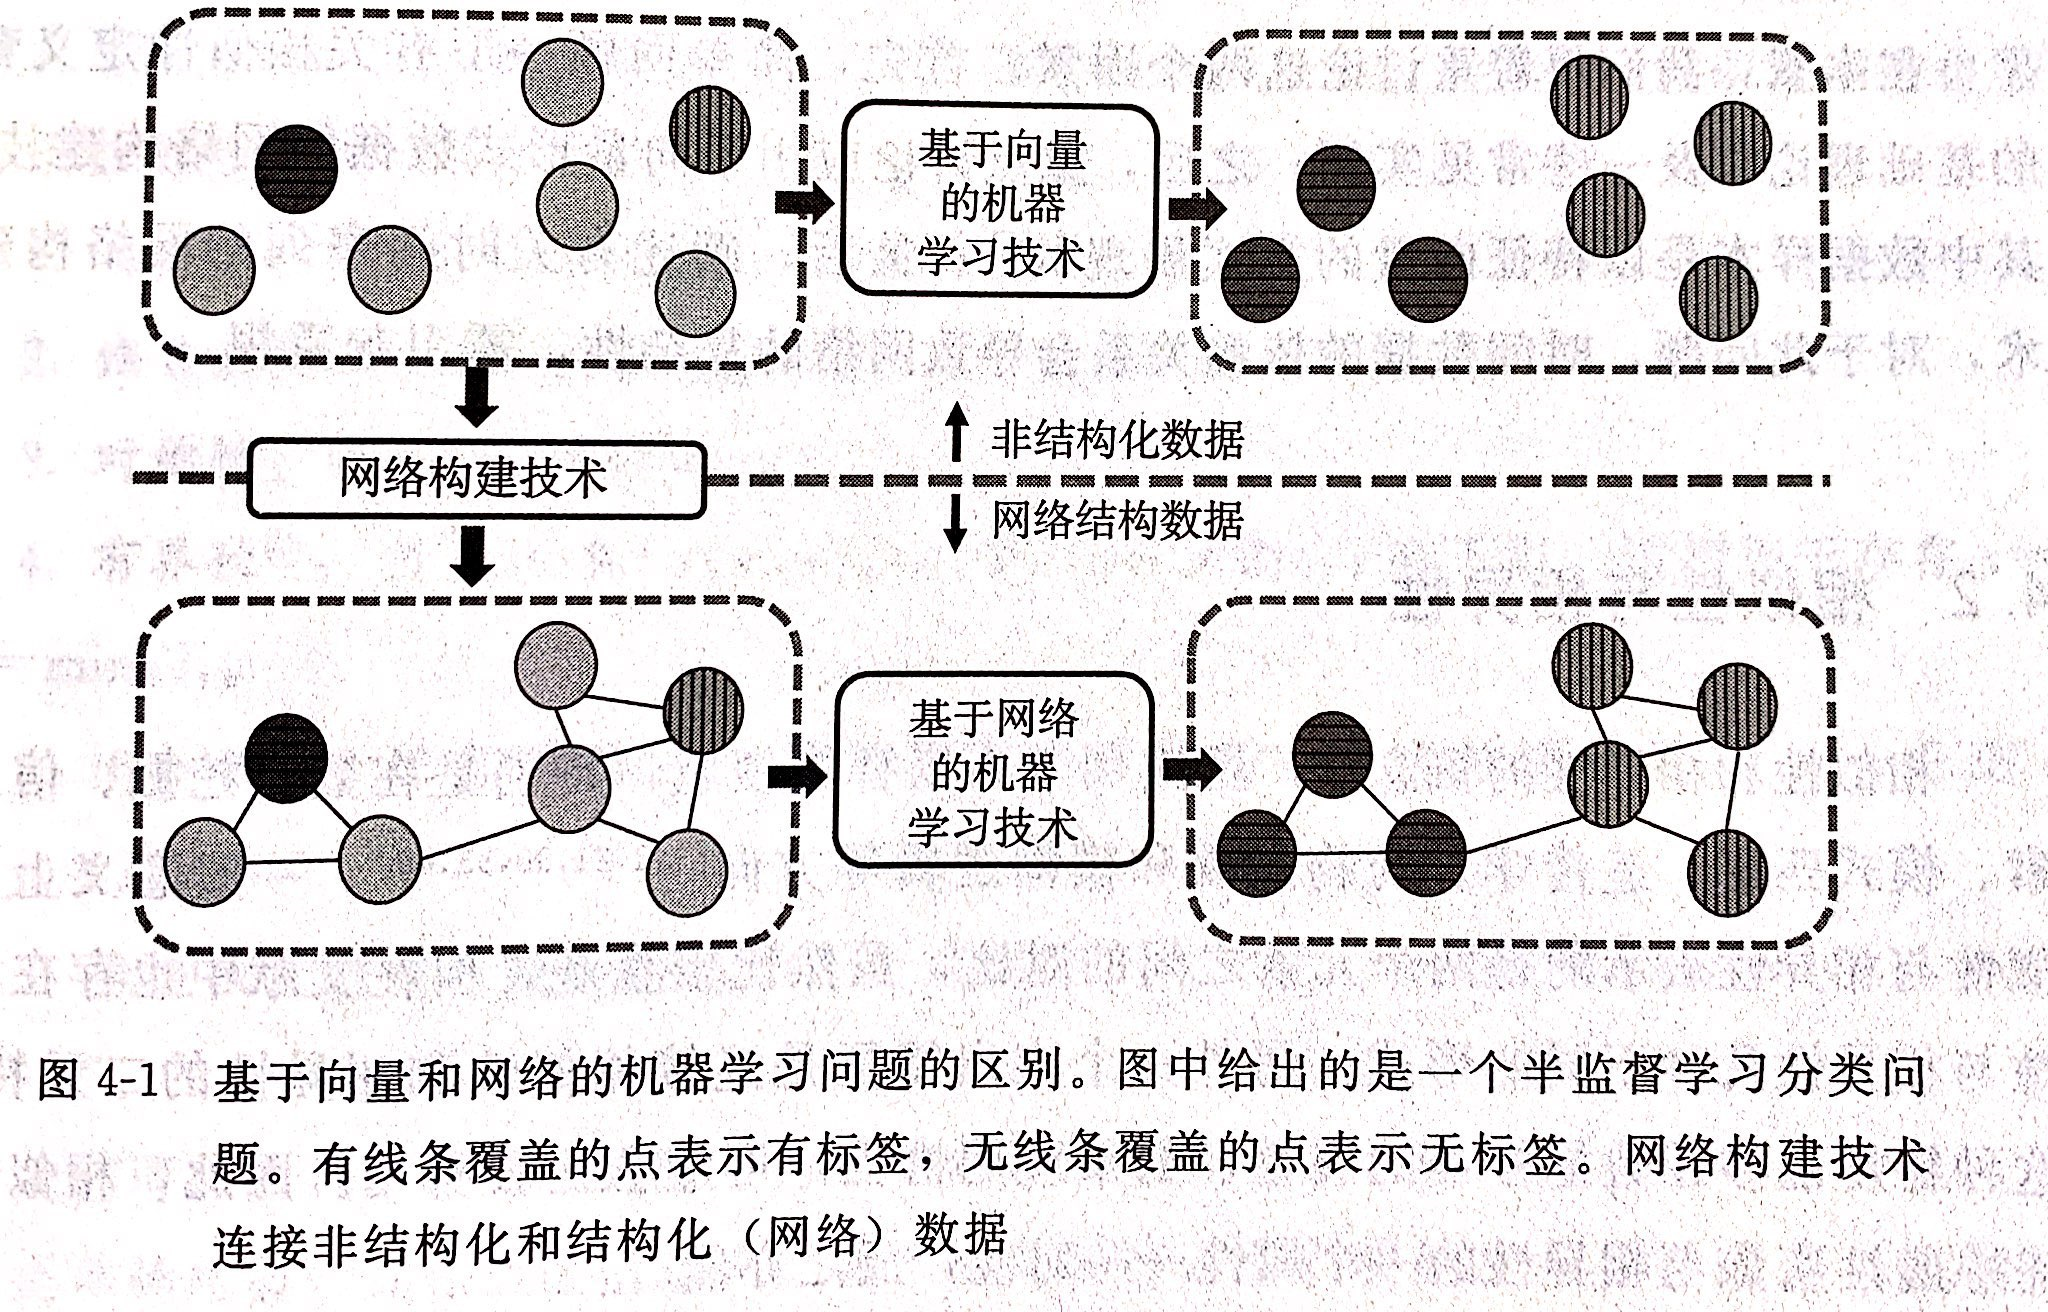 基于向量
的机器
学习技术
非结构化数据
网络构建技术
网络结构数据
基于网络
的机器
学习技术
图 4-1 基于向量和网络的机器学习问题的区别。图中给出的是一个半监督学习分类问
题。有线条覆盖的点表示有标签，无线条覆盖的点表示无标签。网络构建技术
连接非结构化和结构化（网络）数据